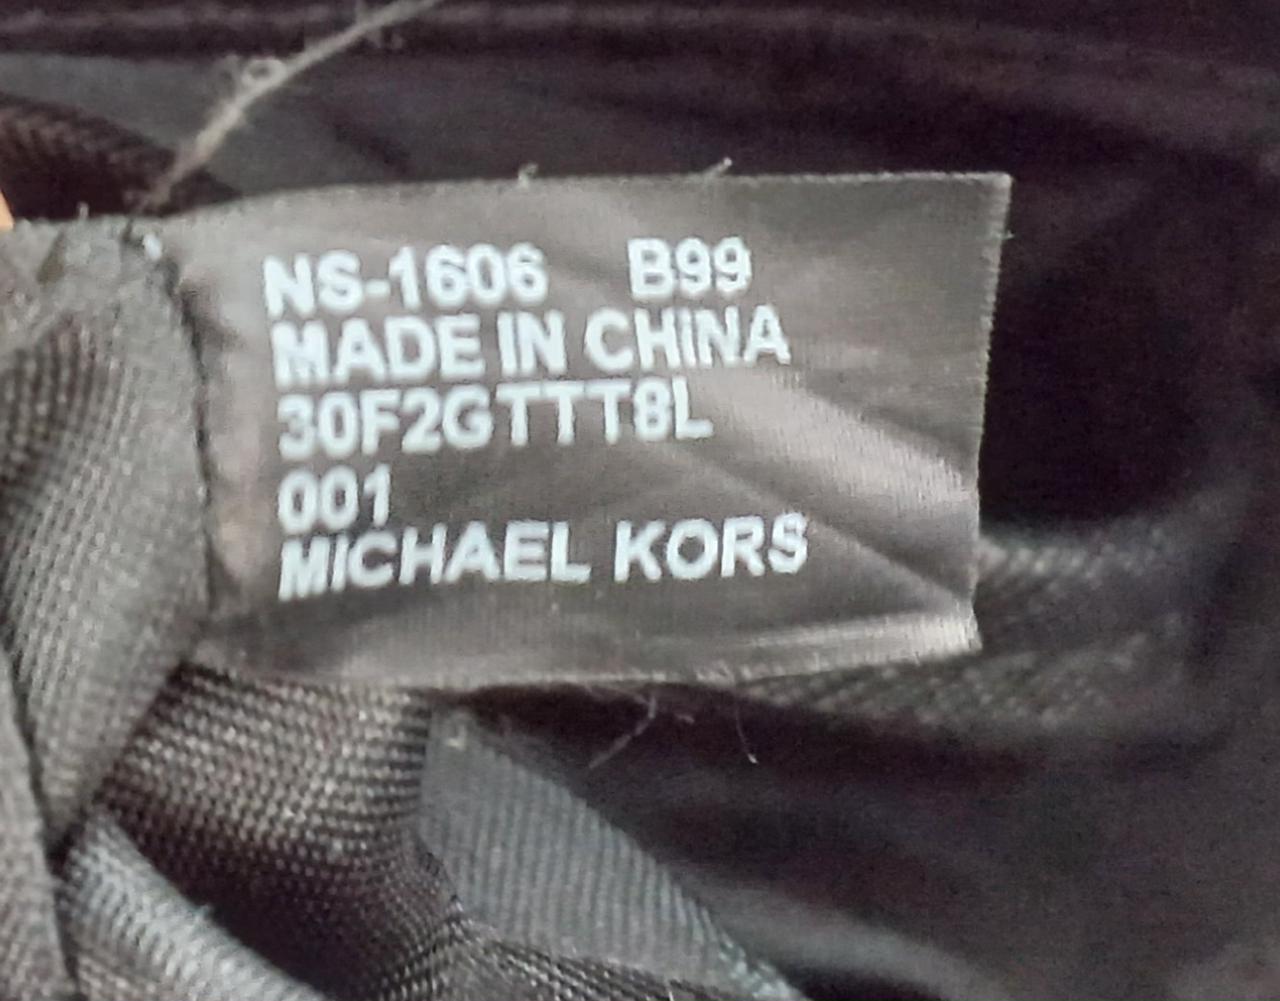 NS-1606 B99
MADE IN CHINA
30F2GTTT8L
001
MICHAEL KORS